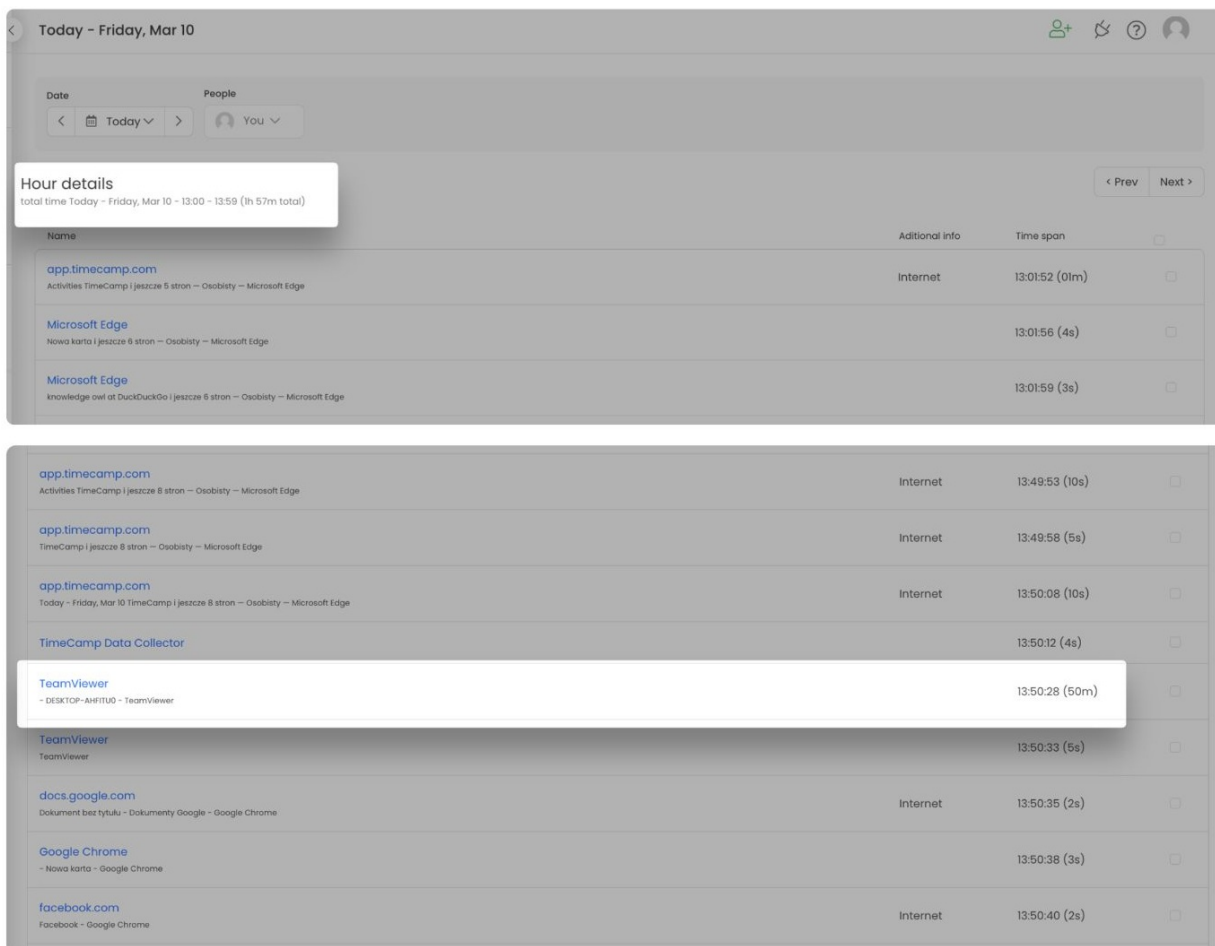 Today - Friday, Mar 10
Date
People
Today
You
Hour details
total time Today - Friday, Mar 10 - 13:00 - 13:59 (1h 57m total)
< Prev Next >
Name Aditional info Time span
app.timecamp.com
Activities TimeCamp i jeszcze 5 stron — Osobisty — Microsoft Edge
Internet 13:01:52 (01m)
Microsoft Edge
Nowa karta i jeszcze 6 stron — Osobisty — Microsoft Edge
13:01:56 (4s)
Microsoft Edge
knowledge owl at DuckDuckGo i jeszcze 6 stron — Osobisty — Microsoft Edge
13:01:59 (3s)
app.timecamp.com
Activities TimeCamp i jeszcze 8 stron — Osobisty — Microsoft Edge
Internet 13:49:53 (10s)
app.timecamp.com
TimeCamp i jeszcze 8 stron — Osobisty — Microsoft Edge
Internet 13:49:58 (5s)
app.timecamp.com
Today - Friday, Mar 10 TimeCamp i jeszcze 8 stron — Osobisty — Microsoft Edge
Internet 13:50:08 (10s)
TimeCamp Data Collector 13:50:12 (4s)
TeamViewer
- DESKTOP-AHFITU0 - TeamViewer
13:50:28 (50m)
TeamViewer
TeamViewer
13:50:33 (5s)
docs.google.com
Dokument bez tytułu - Dokumenty Google - Google Chrome
Internet 13:50:35 (2s)
Google Chrome
- Nowa karta - Google Chrome
13:50:38 (3s)
facebook.com
Facebook - Google Chrome
Internet 13:50:40 (2s)